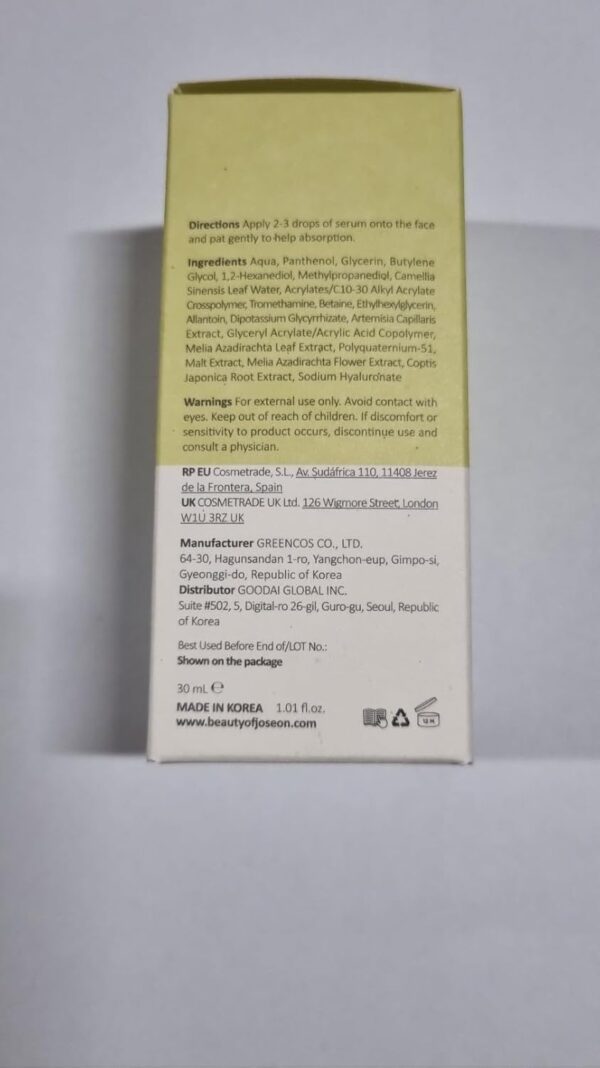 Directions Apply 2-3 drops of serum onto the face
and pat gently to help absorption.
Ingredients Aqua, Panthenol, Glycerin, Butylene
Glycol, 1,2-Hexanediol, Methylpropanediol, Camellia
Sinensis Leaf Water, Acrylates/C10-30 Alkyl Acrylate
Crosspolymer, Tromethamine, Betaine, Ethylhexylglycerin,
Allantoin, Dipotassium Glycyrrhizate, Artemisia Capillaris
Extract, Glyceryl Acrylate/Acrylic Acid Copolymer,
Melia Azadirachta Leaf Extract, Polyquaternium-51,
Malt Extract, Melia Azadirachta Flower Extract, Coptis
Japonica Root Extract, Sodium Hyaluronate
Warnings For external use only. Avoid contact with
eyes. Keep out of reach of children. If discomfort or
sensitivity to product occurs, discontinue use and
consult a physician.
RP EU Cosmetrade, S.L., Av. Sudáfrica 110, 11408 Jerez
de la Frontera, Spain
UK COSMETRADE UK Ltd. 126 Wigmore Street, London
W1U 3RZ UK
Manufacturer GREENCOS CO., LTD.
64-30, Hagunsandan 1-ro, Yangchon-eup, Gimpo-si,
Gyeonggi-do, Republic of Korea
Distributor GOODAI GLOBAL INC.
Suite #502, 5, Digital-ro 26-gil, Guro-gu, Seoul, Republic
of Korea
Best Used Before End of/LOT No.:
Shown on the package
30 mL ℮
MADE IN KOREA 1.01 fl.oz.
www.beautyofjoseon.com
12 M